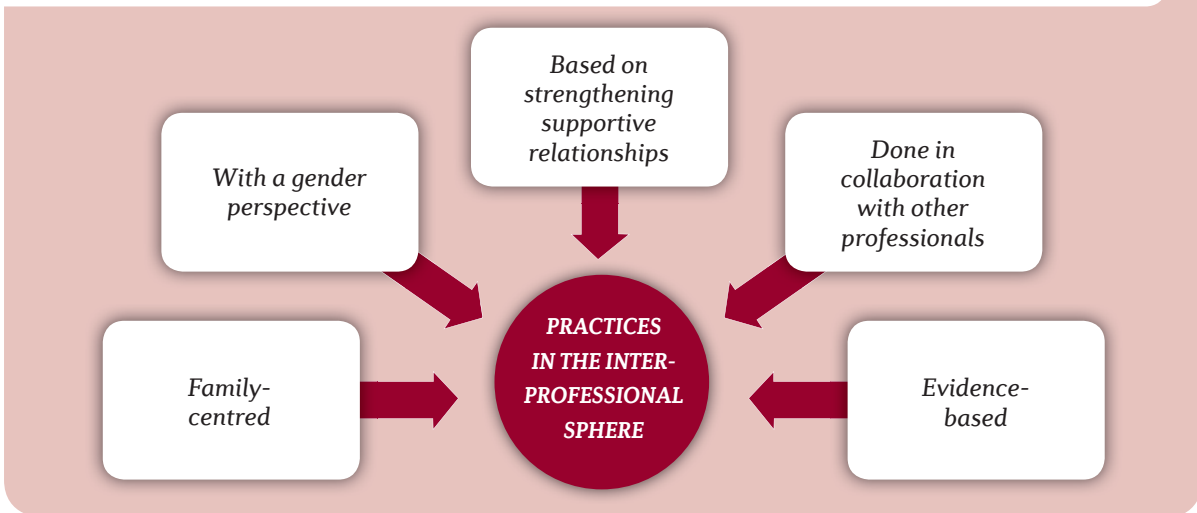 Based on
strengthening
supportive
relationships
With a gender
perspective
Done in
collaboration
with other
professionals
Family-
centred
PRACTICES
IN THE INTER-
PROFESSIONAL
SPHERE
Evidence-
based